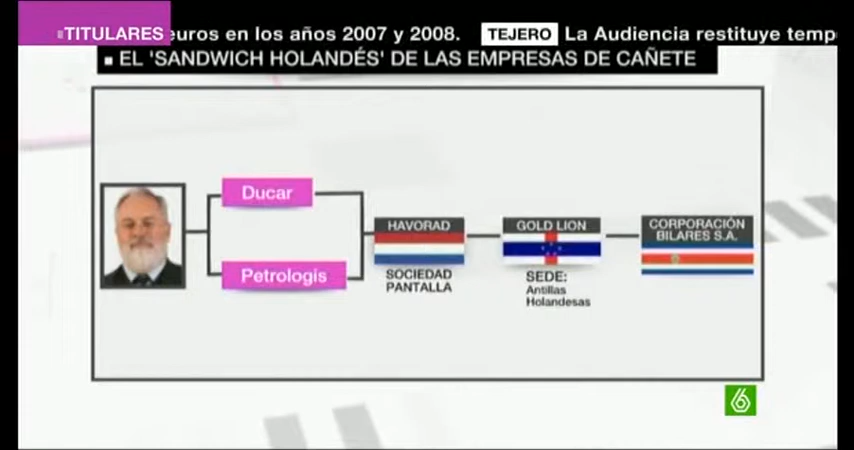 TITULARES
euros en los años 2007 y 2008. TEJERO La Audiencia restituye temp
EL 'SANDWICH HOLANDÉS' DE LAS EMPRESAS DE CAÑETE
Ducar
Petrologis
HAVORAD
SOCIEDAD
PANTALLA
GOLD LION
SEDE:
Antillas
Holandesas
CORPORACIÓN
BILARES S.A.
6